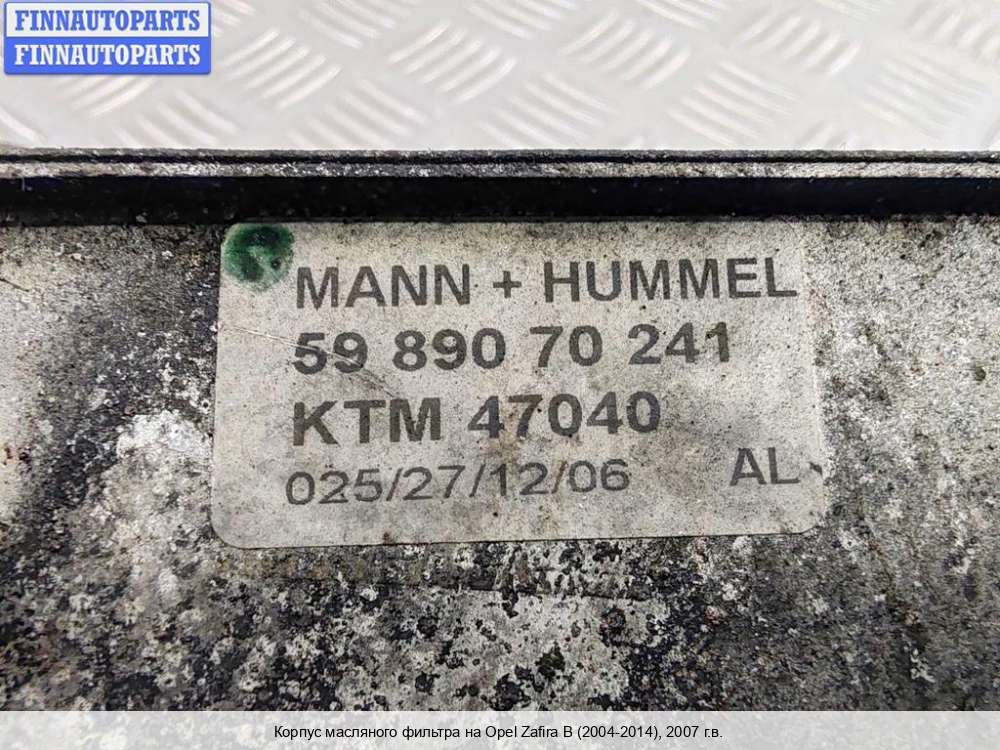 FINNAUTOPARTS
FINNAUTOPARTS
MANN + HUMMEL
59 890 70 241
KTM 47040
025/27/12/06 AL
Корпус масляного фильтра на Opel Zafira B (2004-2014), 2007 г.в.